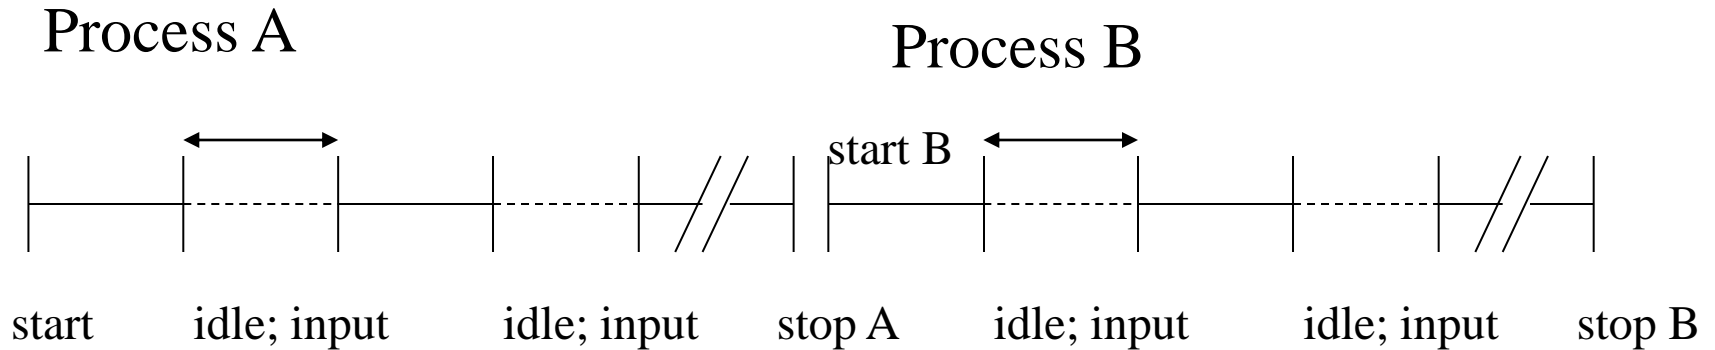 Process A
Process B
start B
start idle; input idle; input stop A idle; input idle; input stop B